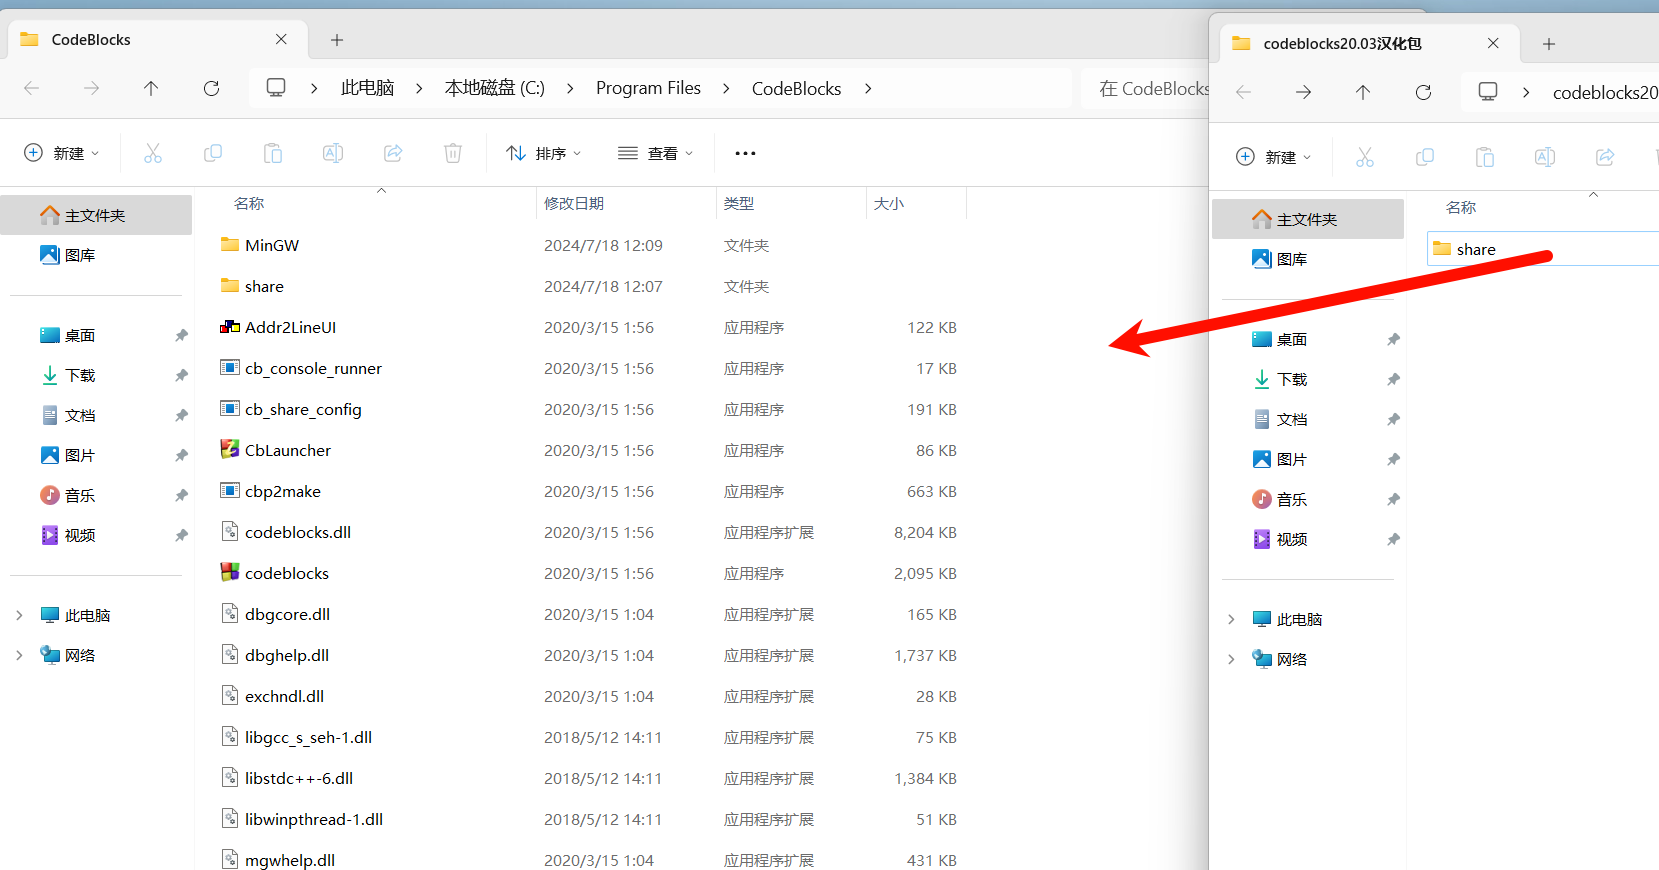 CodeBlocks
此电脑 本地磁盘 (C:) Program Files CodeBlocks
在 CodeBlocks
新建 排序 查看
主文件夹
图库
桌面
下载
文档
图片
音乐
视频
此电脑
网络
名称 修改日期 类型 大小
MinGW 2024/7/18 12:09 文件夹
share 2024/7/18 12:07 文件夹
Addr2LineUI 2020/3/15 1:56 应用程序 122 KB
cb_console_runner 2020/3/15 1:56 应用程序 17 KB
cb_share_config 2020/3/15 1:56 应用程序 191 KB
CbLauncher 2020/3/15 1:56 应用程序 86 KB
cbp2make 2020/3/15 1:56 应用程序 663 KB
codeblocks.dll 2020/3/15 1:56 应用程序扩展 8,204 KB
codeblocks 2020/3/15 1:56 应用程序 2,095 KB
dbgcore.dll 2020/3/15 1:04 应用程序扩展 165 KB
dbghelp.dll 2020/3/15 1:04 应用程序扩展 1,737 KB
exchndl.dll 2020/3/15 1:04 应用程序扩展 28 KB
libgcc_s_seh-1.dll 2018/5/12 14:11 应用程序扩展 75 KB
libstdc++-6.dll 2018/5/12 14:11 应用程序扩展 1,384 KB
libwinpthread-1.dll 2018/5/12 14:11 应用程序扩展 51 KB
mgwhelp.dll 2020/3/15 1:04 应用程序扩展 431 KB
codeblocks20.03汉化包
codeblocks20
新建
主文件夹
图库
桌面
下载
文档
图片
音乐
视频
此电脑
网络
名称
share